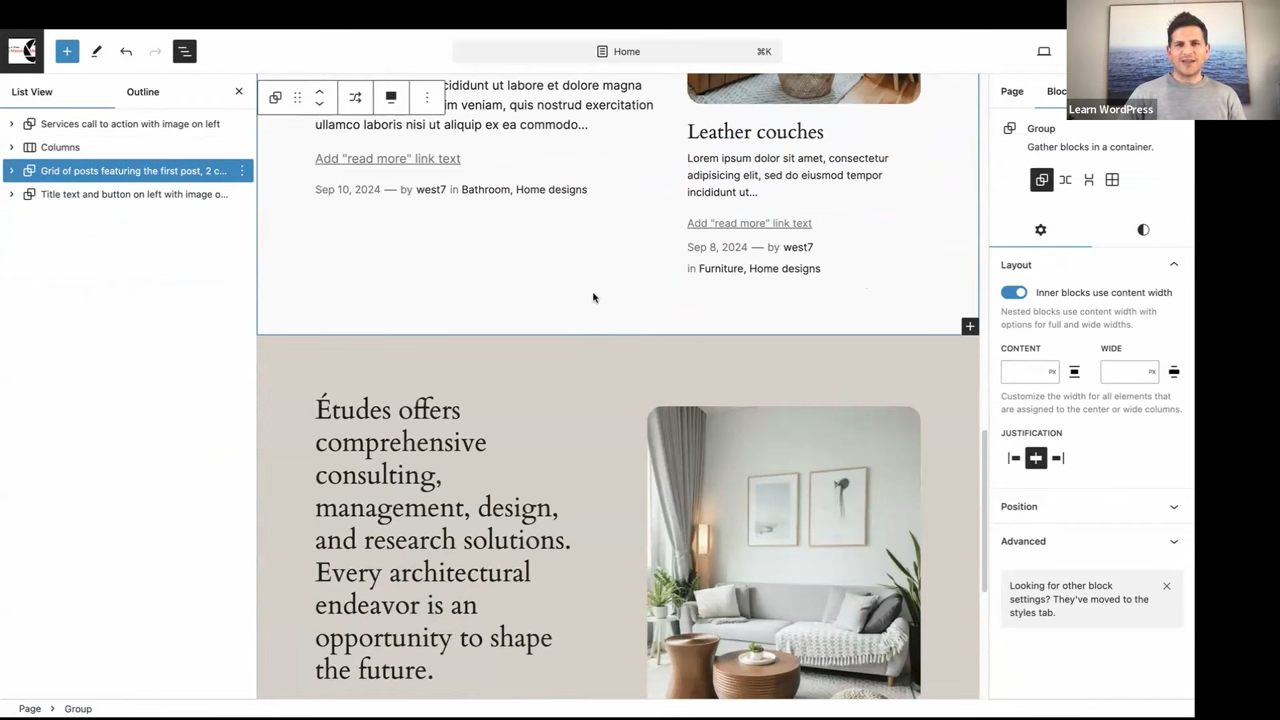 Home
⌘K
Learn WordPress
List View
Outline
Services call to action with image on left
Columns
Grid of posts featuring the first post, 2 c...
Title text and button on left with image o...
cididunt ut labore et dolore magna
im veniam, quis nostrud exercitation
ullamco laboris nisi ut aliquip ex ea commodo...
Add "read more" link text
Sep 10, 2024 — by west7 in Bathroom, Home designs
Leather couches
Lorem ipsum dolor sit amet, consectetur
adipisicing elit, sed do eiusmod tempor
incididunt ut...
Add "read more" link text
Sep 8, 2024 — by west7
in Furniture, Home designs
Études offers
comprehensive
consulting,
management, design,
and research solutions.
Every architectural
endeavor is an
opportunity to shape
the future.
Page
Bloc
Group
Gather blocks in a container.
Layout
Inner blocks use content width
Nested blocks use content width with
options for full and wide widths.
CONTENT
WIDE
PX
PX
Customize the width for all elements that
are assigned to the center or wide columns.
JUSTIFICATION
Position
Advanced
Looking for other block
settings? They've moved to the
styles tab.
Page > Group